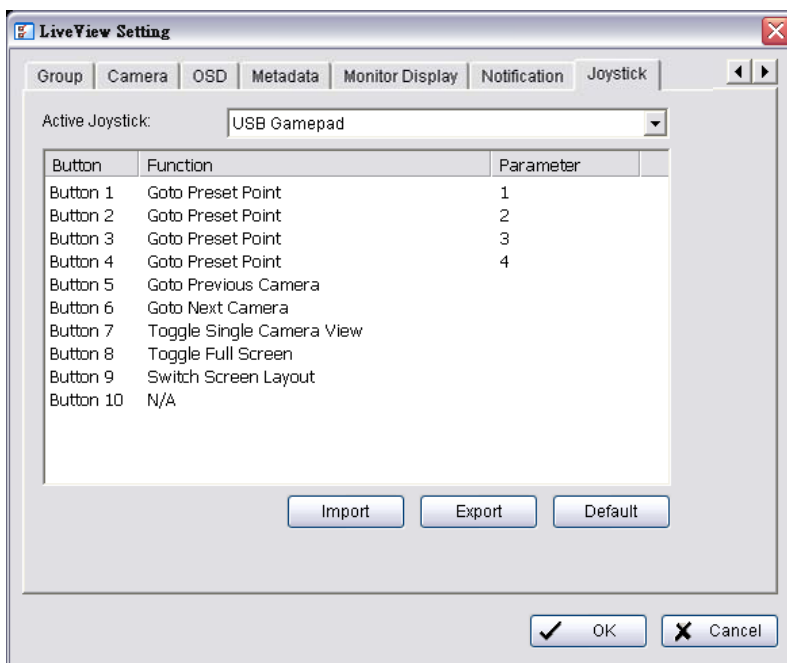 LiveView Setting
Group Camera OSD Metadata Monitor Display Notification Joystick
Active Joystick: USB Gamepad
Button Function Parameter
Button 1 Goto Preset Point 1
Button 2 Goto Preset Point 2
Button 3 Goto Preset Point 3
Button 4 Goto Preset Point 4
Button 5 Goto Previous Camera
Button 6 Goto Next Camera
Button 7 Toggle Single Camera View
Button 8 Toggle Full Screen
Button 9 Switch Screen Layout
Button 10 N/A
Import Export Default
OK Cancel